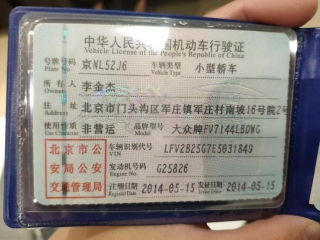 中华人民共和国机动车行驶证
Vehicle License of the People's Republic of China
号牌号码 京NL52J6 车辆类型 小型轿车
Plate No. Vehicle Type
所有人 李金杰
Owner
住址 北京市门头沟区军庄镇军庄村南坡16号院2号
Address
使用性质 非营运 品牌型号 大众牌FV7144LBDWG
Use Character Model
北京市公安局公安交通管理局
车辆识别代号 LFV2B25G7E5031849
VIN
发动机号码 G25826
Engine No.
注册日期 2014-05-15 发证日期 2014-05-15
Register Date Issue Date